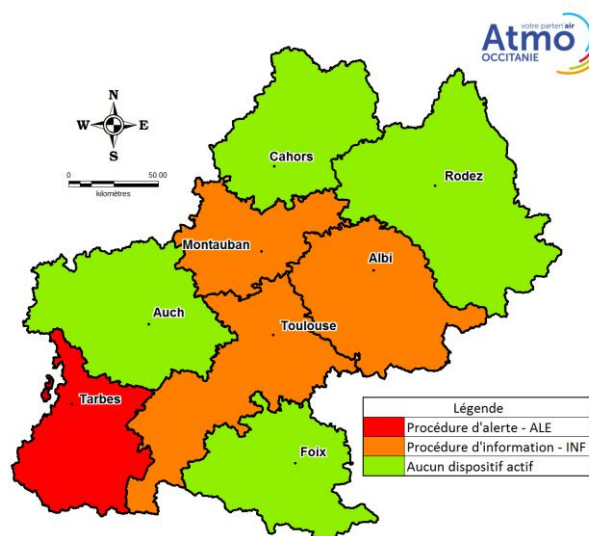 votre parten'air
Atmo
OCCITANIE
N
W E
S
0 50.00
kilomètres
Cahors
Rodez
Montauban
Albi
Auch
Toulouse
Tarbes
Foix
Légende
Procédure d'alerte - ALE
Procédure d'information - INF
Aucun dispositif actif